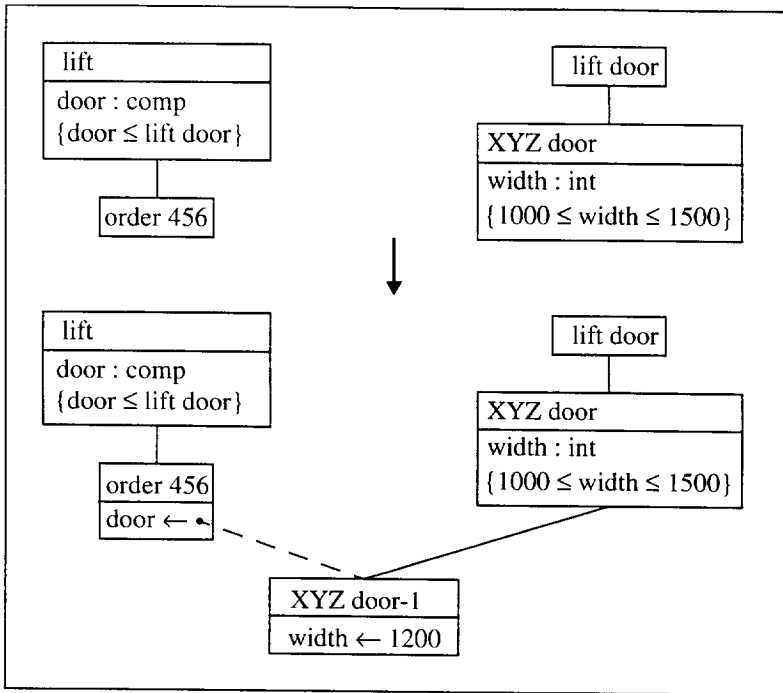 lift
door : comp
{door ≤ lift door}
order 456
lift door
XYZ door
width : int
{1000 ≤ width ≤ 1500}
lift
door : comp
{door ≤ lift door}
order 456
door ←
lift door
XYZ door
width : int
{1000 ≤ width ≤ 1500}
XYZ door-1
width ← 1200